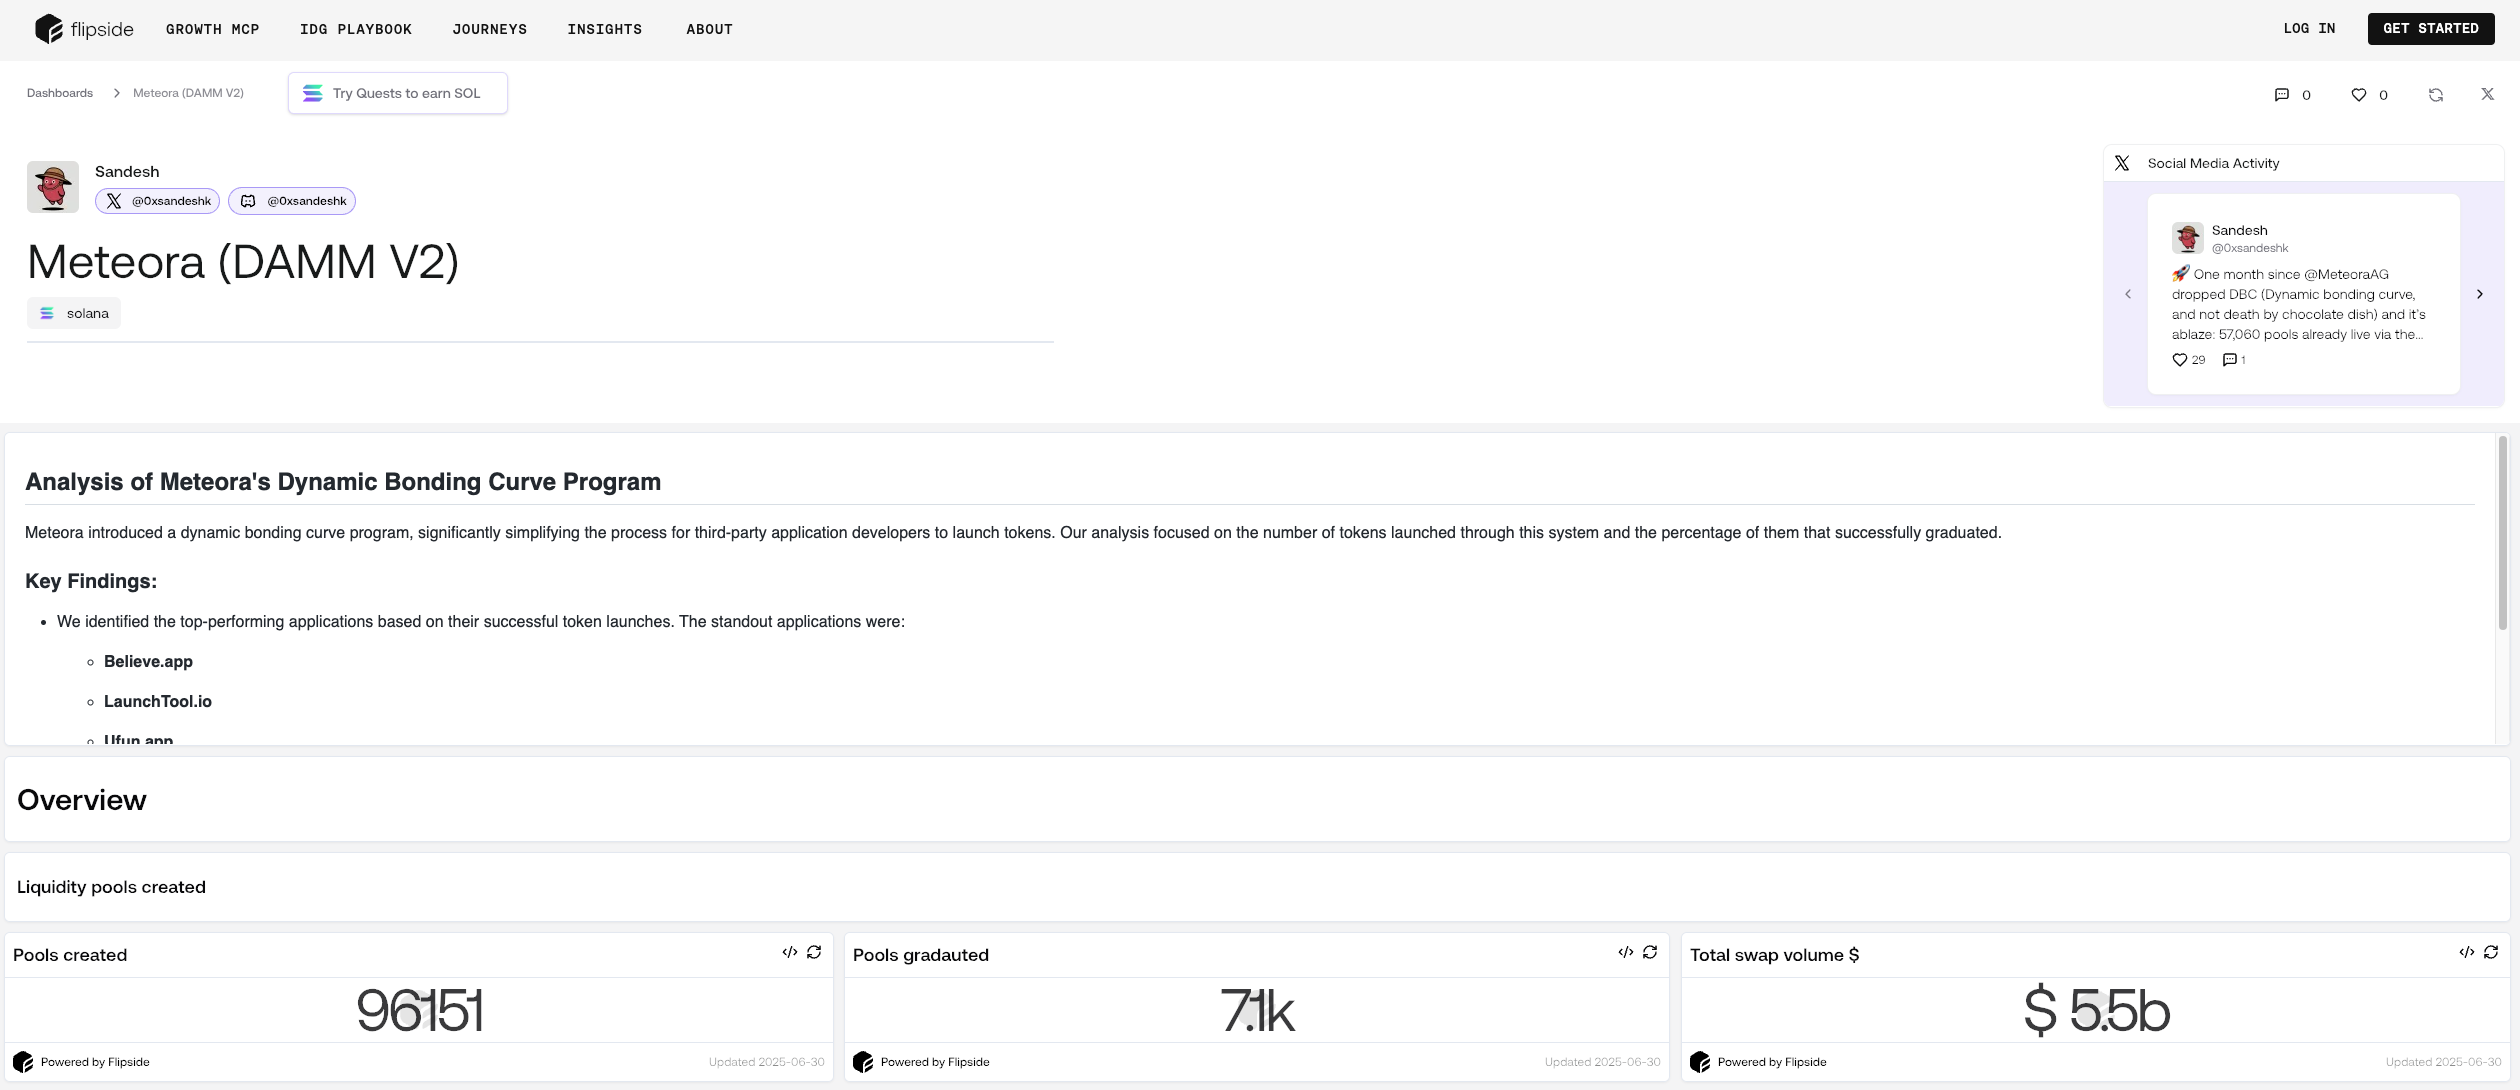 flipside
GROWTH MCP
IDG PLAYBOOK
JOURNEYS
INSIGHTS
ABOUT
LOG IN
GET STARTED
Dashboards
Meteora (DAMM V2)
Try Quests to earn SOL
0
0
Sandesh
@0xsandeshk
@0xsandeshk
Meteora (DAMM V2)
solana
Social Media Activity
Sandesh
@0xsandeshk
🚀 One month since @MeteoraAG
dropped DBC (Dynamic bonding curve,
and not death by chocolate dish) and it's
ablaze: 57,060 pools already live via the...
29
1
Analysis of Meteora's Dynamic Bonding Curve Program
Meteora introduced a dynamic bonding curve program, significantly simplifying the process for third-party application developers to launch tokens. Our analysis focused on the number of tokens launched through this system and the percentage of them that successfully graduated.
Key Findings:
• We identified the top-performing applications based on their successful token launches. The standout applications were:
◦ Believe.app
◦ LaunchTool.io
◦ Ufun.app
Overview
Liquidity pools created
Pools created
96151
Powered by Flipside
Updated 2025-06-30
Pools gradauted
7.1k
Powered by Flipside
Updated 2025-06-30
Total swap volume $
$ 5.5b
Powered by Flipside
Updated 2025-06-30